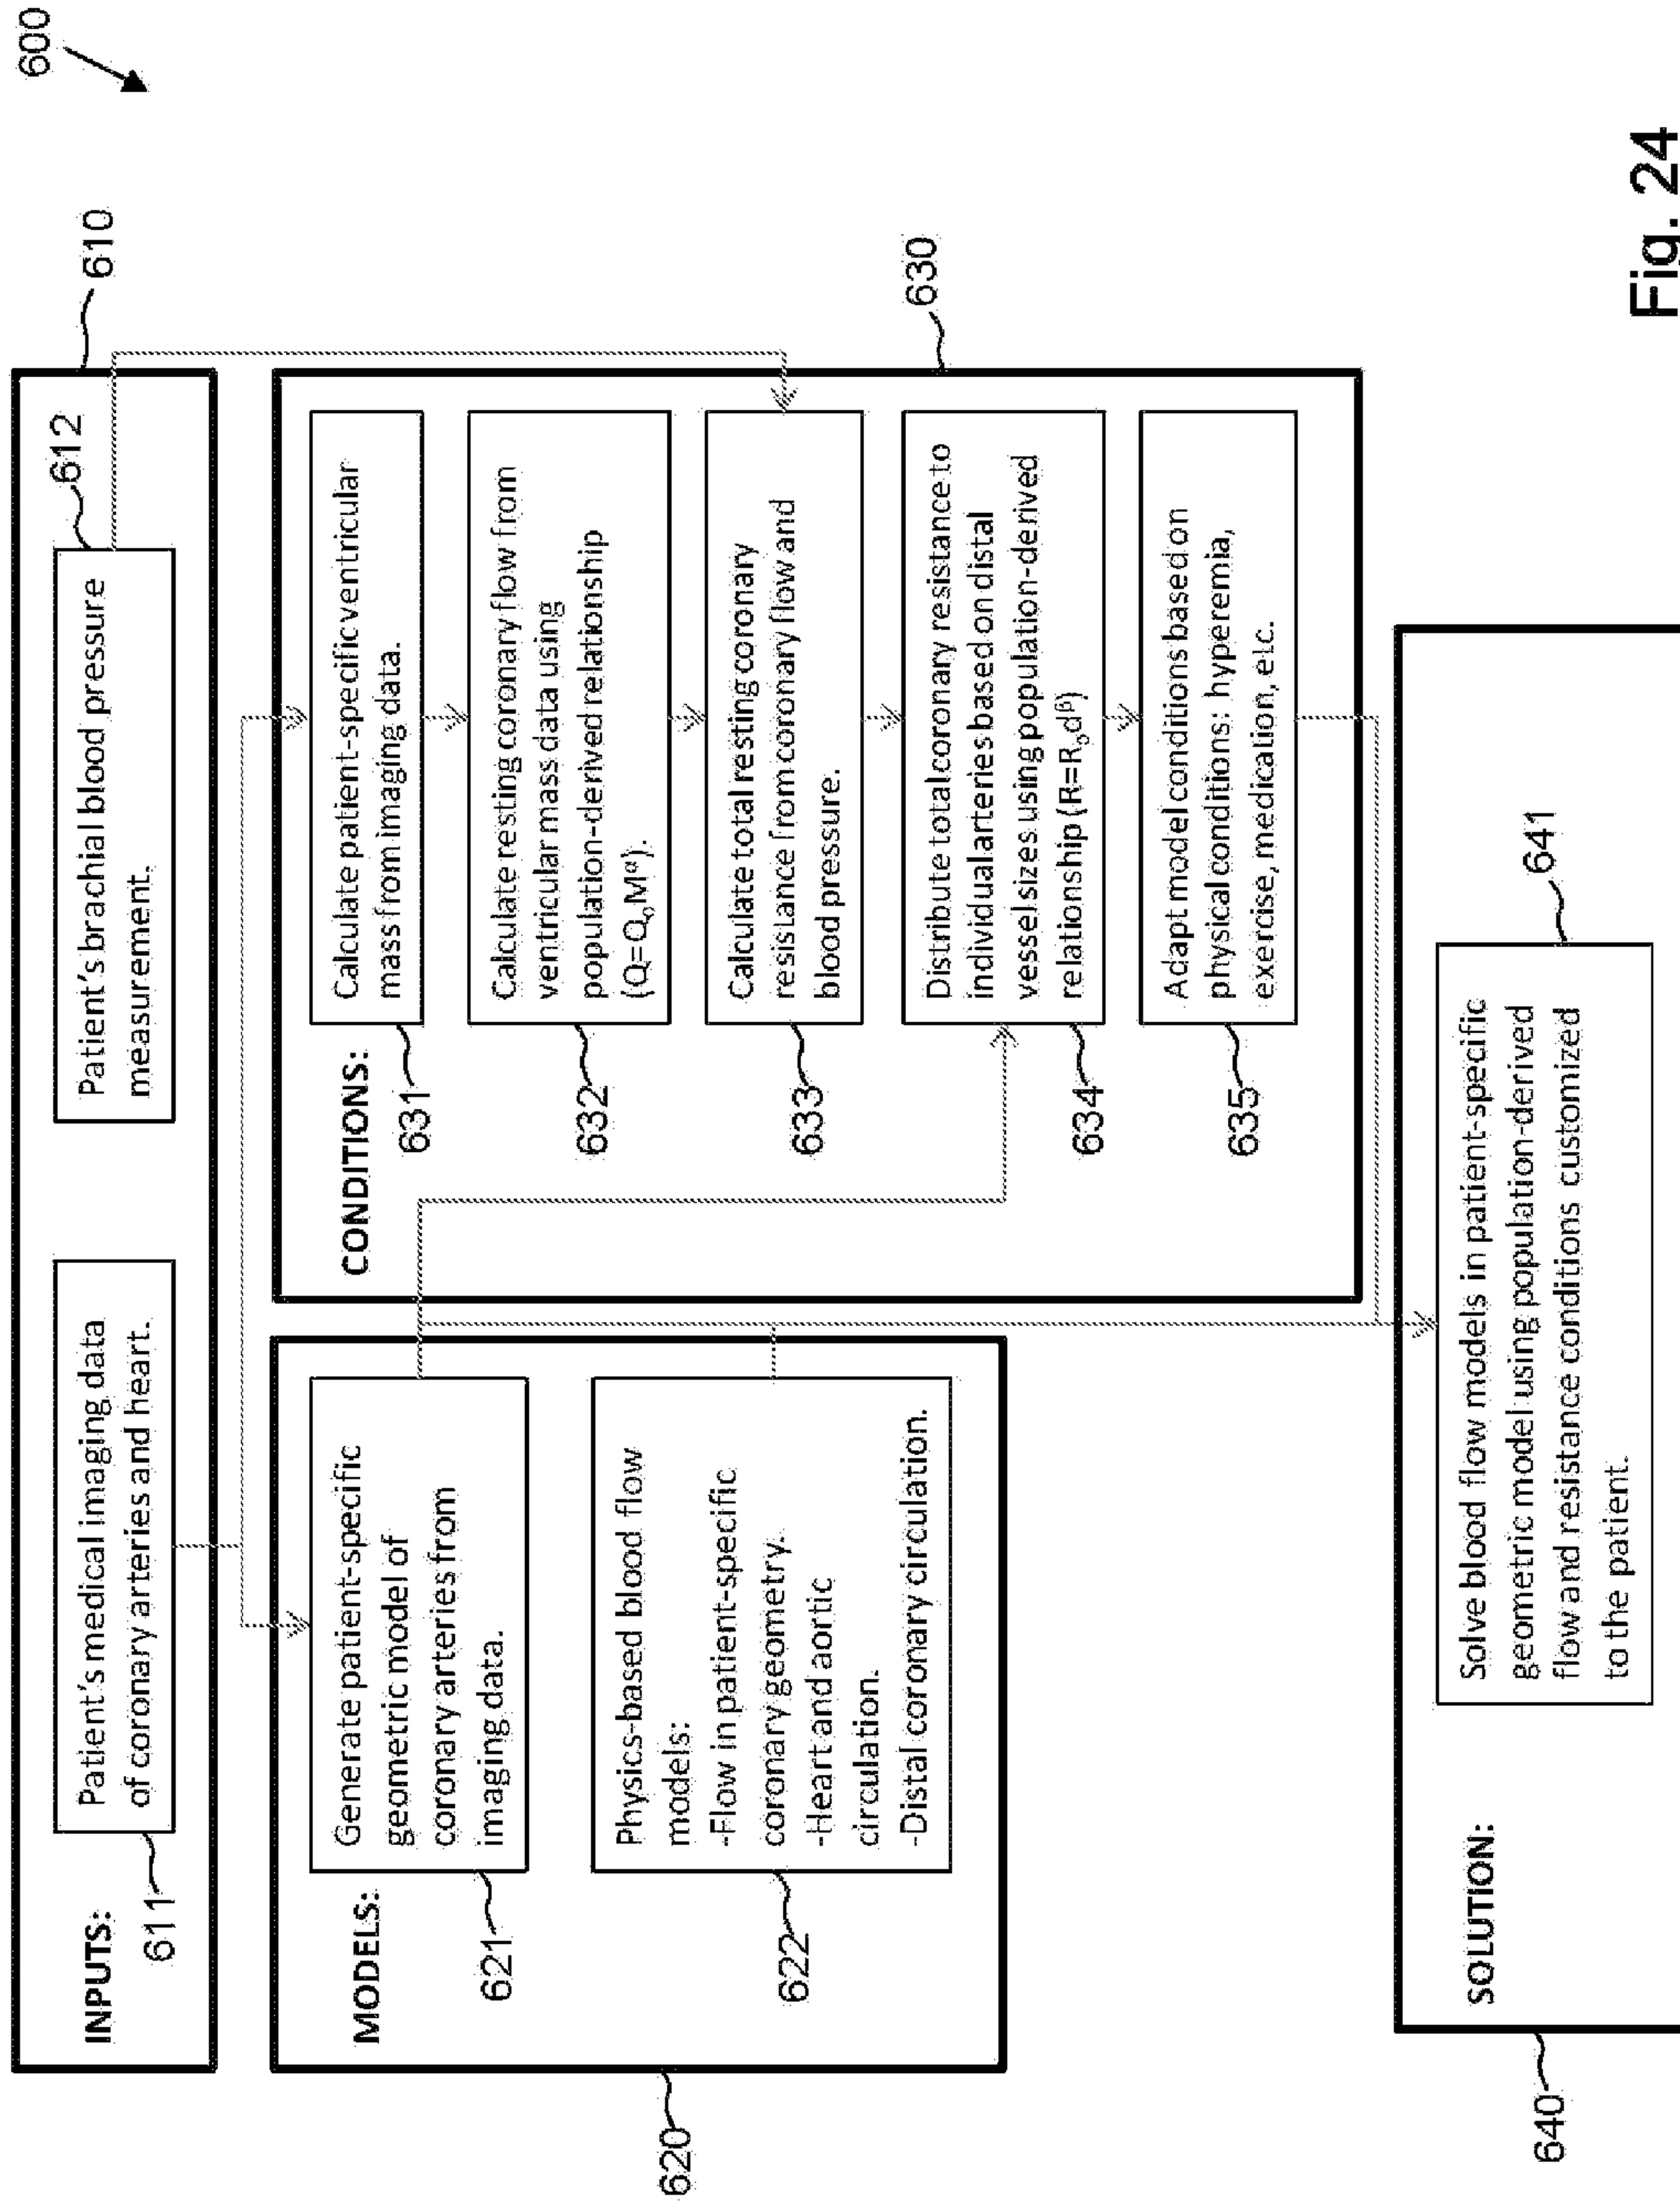 600
610
INPUTS:
611
Patient's medical imaging data
of coronary arteries and heart.
612
Patient's brachial blood pressure
measurement.
620
MODELS:
621
Generate patient-specific
geometric model of
coronary arteries from
imaging data.
622
Physics-based blood flow
models:
-Flow in patient-specific
coronary geometry.
-Heart and aortic
circulation.
-Distal coronary circulation.
630
CONDITIONS:
631
Calculate patient-specific ventricular
mass from imaging data.
632
Calculate resting coronary flow from
ventricular mass data using
population-derived relationship
(Q=Q₀Mᵅ).
633
Calculate total resting coronary
resistance from coronary flow and
blood pressure.
634
Distribute total coronary resistance to
individual arteries based on distal
vessel sizes using population-derived
relationship (R=R₀dᵝ)
635
Adapt model conditions based on
physical conditions: hyperemia,
exercise, medication, etc.
640
SOLUTION:
641
Solve blood flow models in patient-specific
geometric model using population-derived
flow and resistance conditions customized
to the patient.
Fig. 24